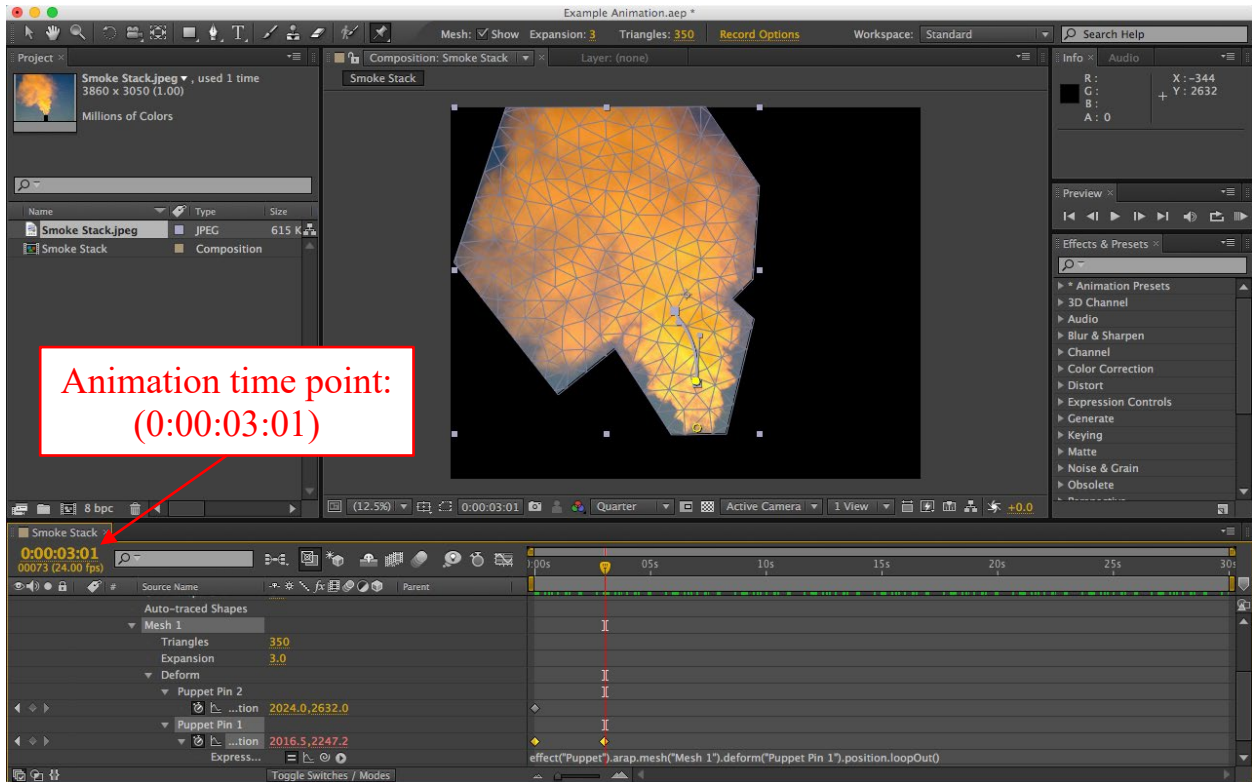 Example Animation.aep *
Mesh: Show Expansion: 3 Triangles: 350 Record Options Workspace: Standard Search Help
Project
Smoke Stack.jpeg , used 1 time
3860 x 3050 (1.00)
Millions of Colors
Name Type Size
Smoke Stack.jpeg JPEG 615 K
Smoke Stack Composition
8 bpc
Composition: Smoke Stack Layer: (none)
Smoke Stack
(12.5%) 0:00:03:01 Quarter Active Camera 1 View +0.0
Info Audio
R : X : -344
G : Y : 2632
B :
A : 0
Preview
Effects & Presets
* Animation Presets
3D Channel
Audio
Blur & Sharpen
Channel
Color Correction
Distort
Expression Controls
Generate
Keying
Matte
Noise & Grain
Obsolete
Animation time point:
(0:00:03:01)
Smoke Stack
0:00:03:01
00073 (24.00 fps)
05s 10s 15s 20s 25s
# Source Name Parent
Auto-traced Shapes
Mesh 1
Triangles 350
Expansion 3.0
Deform
Puppet Pin 2
...tion 2024.0,2632.0
Puppet Pin 1
...tion 2016.5,2247.2
Express... effect("Puppet").arap.mesh("Mesh 1").deform("Puppet Pin 1").position.loopOut()
Toggle Switches / Modes